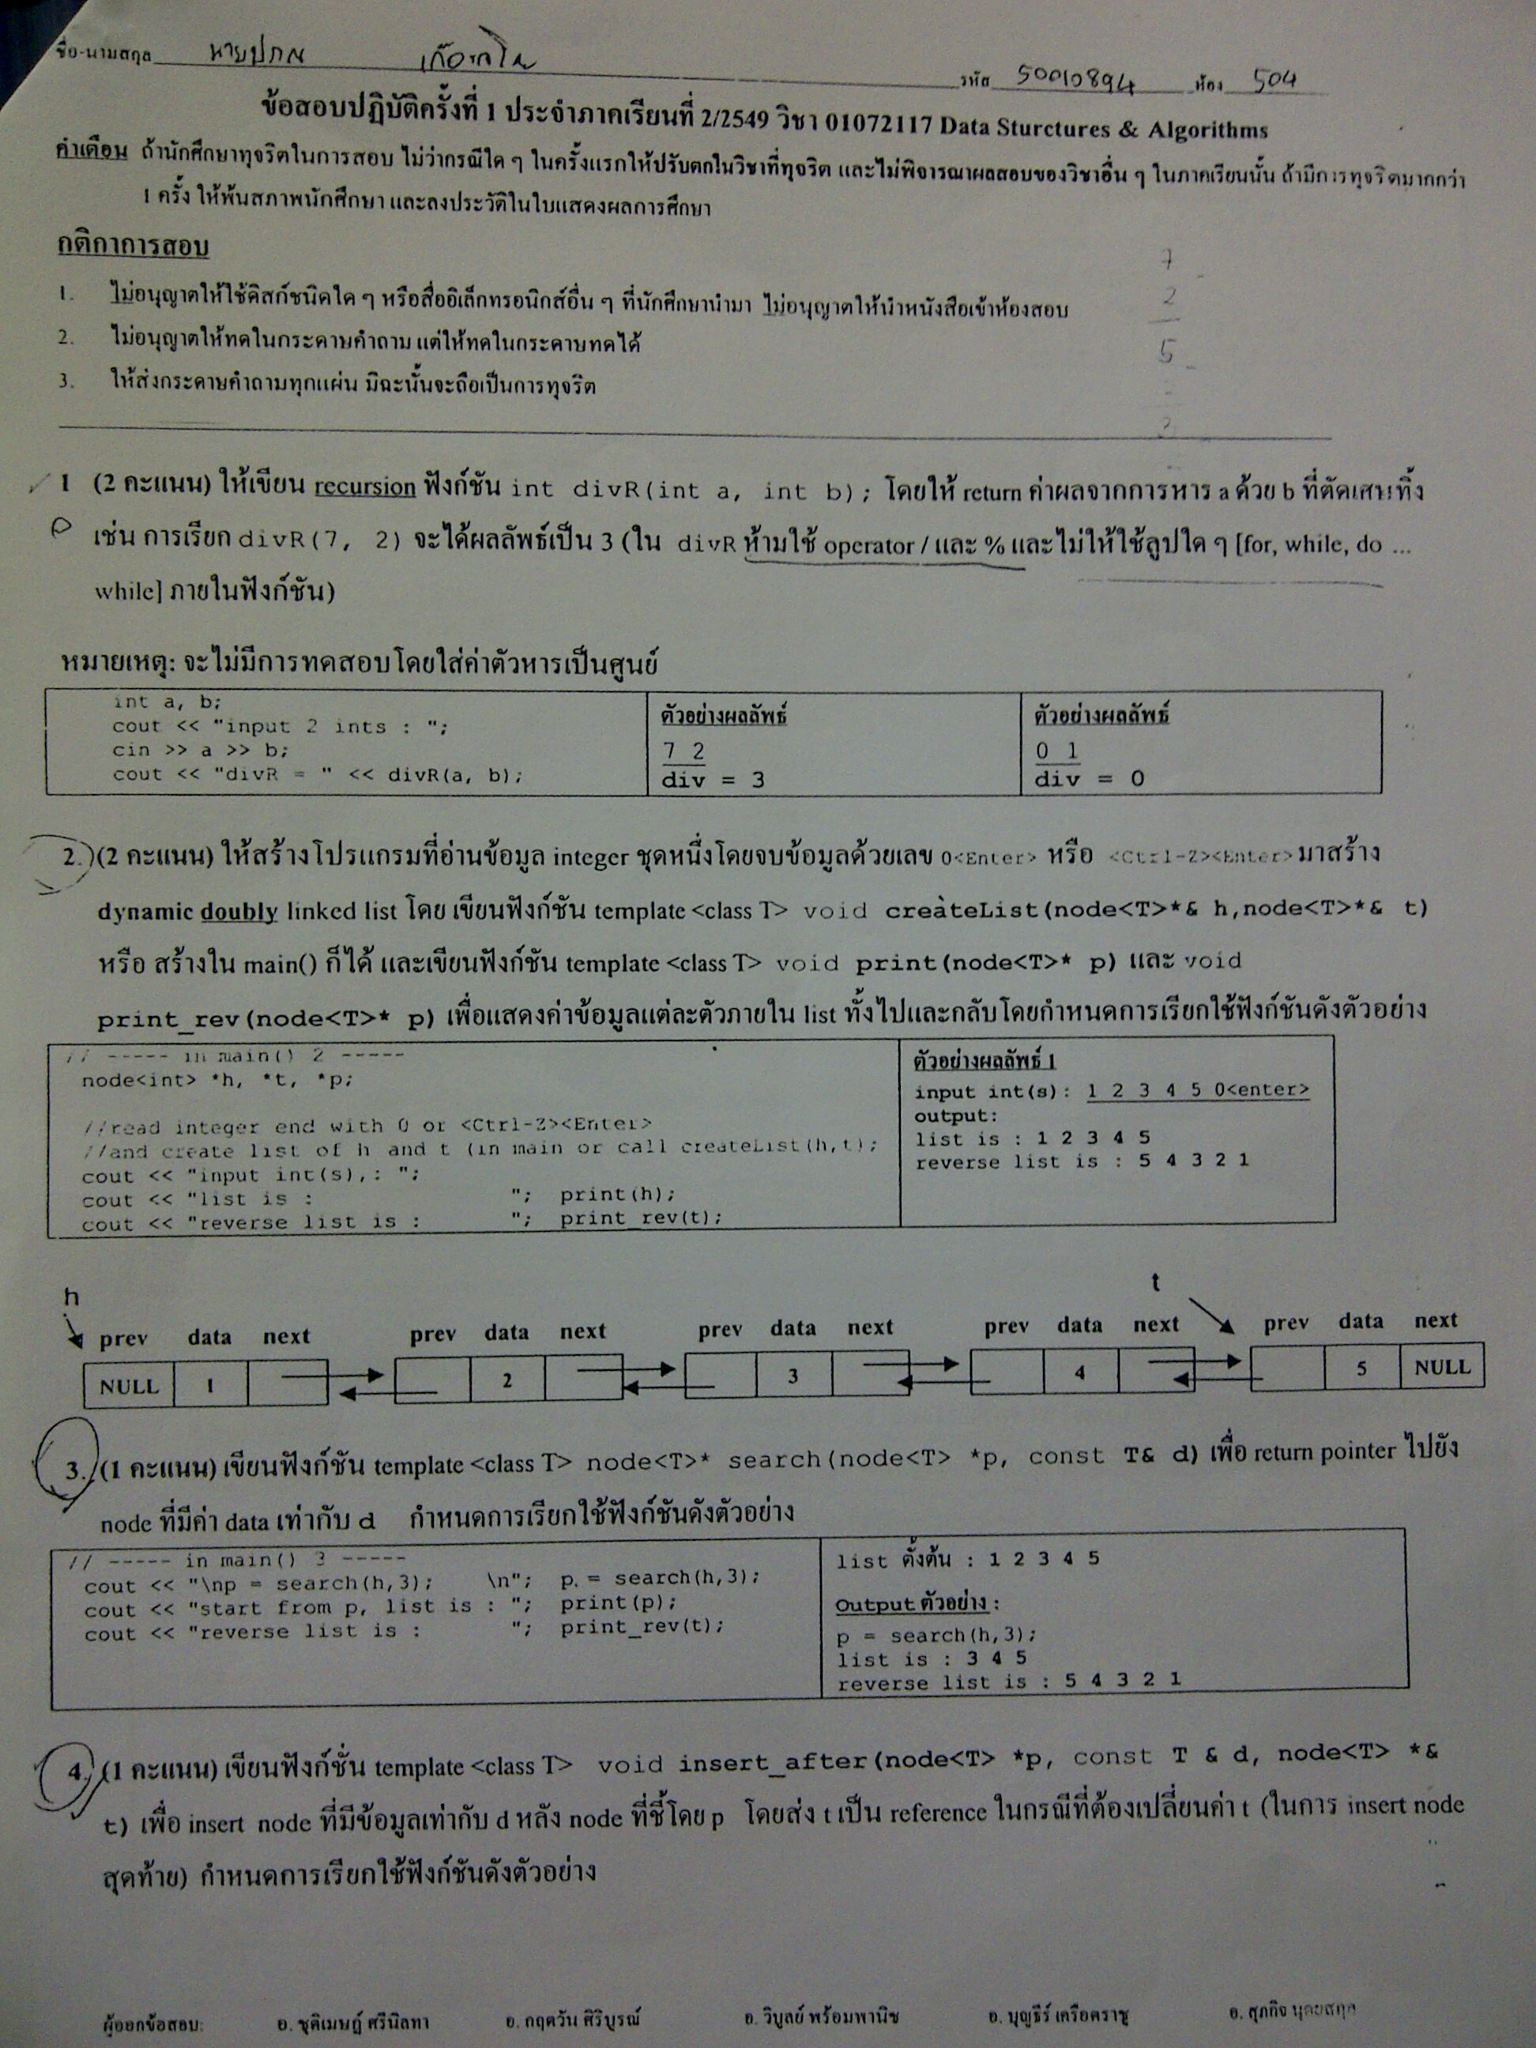 ชื่อ-นามสกุล นายปภณ รหัส 50010894 ห้อง 504
ข้อสอบปฏิบัติครั้งที่ 1 ประจำภาคเรียนที่ 2/2549 วิชา 01072117 Data Sturctures & Algorithms
คำเตือน ถ้านักศึกษาทุจริตในการสอบ ไม่ว่ากรณีใด ๆ ในครั้งแรกให้ปรับตกในวิชาที่ทุจริต และไม่พิจารณาผลสอบของวิชาอื่น ๆ ในภาคเรียนนั้น ถ้ามีการทุจริตมากกว่า
1 ครั้ง ให้พ้นสภาพนักศึกษา และลงประวัติในใบแสดงผลการศึกษา
กติกาการสอบ
7
1. ไม่อนุญาตให้ใช้ดิสก์ชนิดใด ๆ หรือสื่ออิเล็กทรอนิกส์อื่น ๆ ที่นักศึกษานำมา ไม่อนุญาตให้นำหนังสือเข้าห้องสอบ
2
2. ไม่อนุญาตให้ทดในกระดาษคำถาม แต่ให้ทดในกระดาษทดได้
5
3. ให้ส่งกระดาษคำถามทุกแผ่น มิฉะนั้นจะถือเป็นการทุจริต
1 (2 คะแนน) ให้เขียน recursion ฟังก์ชัน int divR(int a, int b); โดยให้ return ค่าผลจากการหาร a ด้วย b ที่ตัดเศษทิ้ง
เช่น การเรียก divR(7, 2) จะได้ผลลัพธ์เป็น 3 (ใน divR ห้ามใช้ operator / และ % และไม่ให้ใช้ลูปใด ๆ [for, while, do ...
while] ภายในฟังก์ชัน)
หมายเหตุ: จะไม่มีการทดสอบโดยใส่ค่าตัวหารเป็นศูนย์
int a, b;
cout << "input 2 ints : ";
cin >> a >> b;
cout << "divR = " << divR(a, b);
ตัวอย่างผลลัพธ์
7 2
div = 3
ตัวอย่างผลลัพธ์
0 1
div = 0
2. (2 คะแนน) ให้สร้างโปรแกรมที่อ่านข้อมูล integer ชุดหนึ่งโดยจบข้อมูลด้วยเลข 0<Enter> หรือ <Ctrl-Z><Enter> มาสร้าง
dynamic doubly linked list โดย เขียนฟังก์ชัน template <class T> void createList(node<T>*& h,node<T>*& t)
หรือ สร้างใน main() ก็ได้ และเขียนฟังก์ชัน template <class T> void print(node<T>* p) และ void
print_rev(node<T>* p) เพื่อแสดงค่าข้อมูลแต่ละตัวภายใน list ทั้งไปและกลับโดยกำหนดการเรียกใช้ฟังก์ชันดังตัวอย่าง
// ----- in main() 2 -----
node<int> *h, *t, *p;
//read integer end with 0 or <Ctrl-Z><Enter>
//and create list of h and t (in main or call createList(h,t);
cout << "input int(s),: ";
cout << "list is : "; print(h);
cout << "reverse list is : "; print_rev(t);
ตัวอย่างผลลัพธ์ 1
input int(s): 1 2 3 4 5 0<enter>
output:
list is : 1 2 3 4 5
reverse list is : 5 4 3 2 1
h t
prev data next prev data next prev data next prev data next prev data next
NULL 1 2 3 4 5 NULL
3. (1 คะแนน) เขียนฟังก์ชัน template <class T> node<T>* search(node<T> *p, const T& d) เพื่อ return pointer ไปยัง
node ที่มีค่า data เท่ากับ d กำหนดการเรียกใช้ฟังก์ชันดังตัวอย่าง
// ----- in main() 3 -----
cout << "\np = search(h,3); \n"; p = search(h,3);
cout << "start from p, list is : "; print(p);
cout << "reverse list is : "; print_rev(t);
list ตั้งต้น : 1 2 3 4 5
Output ตัวอย่าง :
p = search(h,3);
list is : 3 4 5
reverse list is : 5 4 3 2 1
4. (1 คะแนน) เขียนฟังก์ชั่น template <class T> void insert_after(node<T> *p, const T & d, node<T> *&
t) เพื่อ insert node ที่มีข้อมูลเท่ากับ d หลัง node ที่ชี้โดย p โดยส่ง t เป็น reference ในกรณีที่ต้องเปลี่ยนค่า t (ในการ insert node
สุดท้าย) กำหนดการเรียกใช้ฟังก์ชันดังตัวอย่าง
ผู้ออกข้อสอบ: อ. ชุติเมษฎ์ ศรีนิลทา อ. กฤตวัน ศิริบูรณ์ อ. วิบูลย์ พร้อมพานิช อ. บุญธีร์ เครือตราชู อ. สุภกิจ